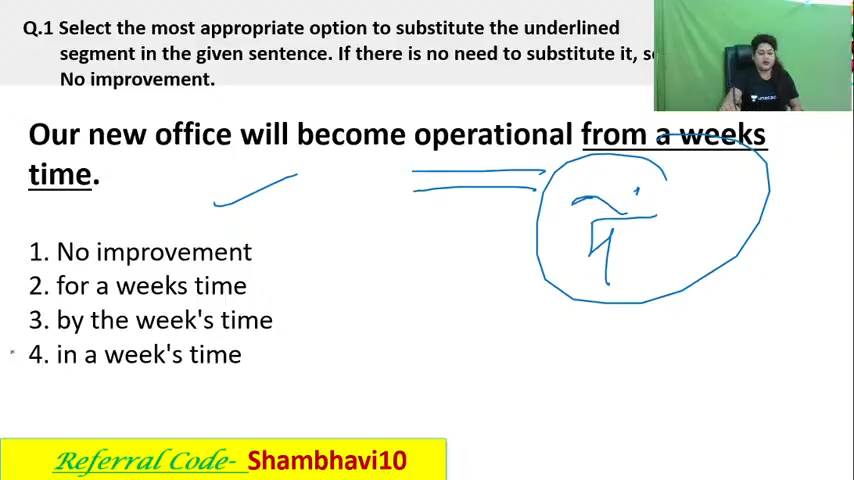 Q.1 Select the most appropriate option to substitute the underlined
segment in the given sentence. If there is no need to substitute it,
No improvement.
Our new office will become operational from a weeks
time.
1. No improvement
2. for a weeks time
3. by the week's time
4. in a week's time
Referral Code- Shambhavi10